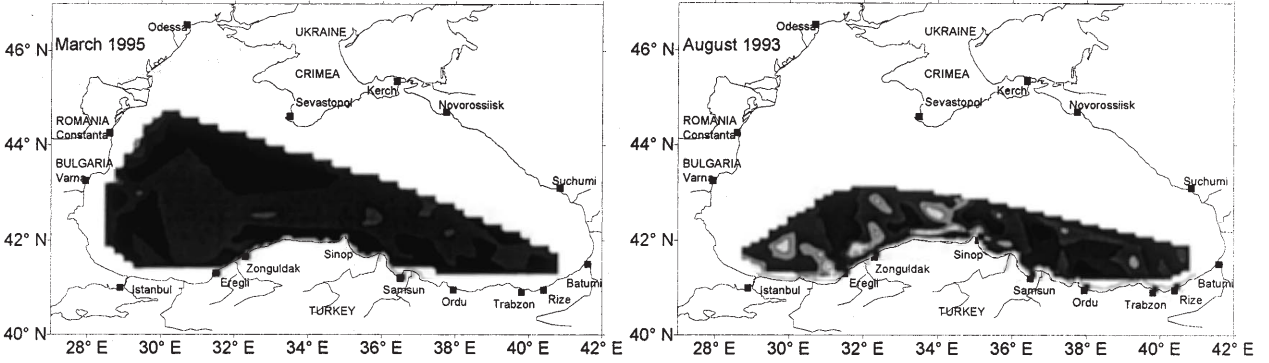 March 1995
Odessa
UKRAINE
CRIMEA
Kerch
Sevastopol
Novorossiisk
ROMANIA
Constanta
BULGARIA
Varna
Suchumi
Sinop
Zonguldak
Eregli
Istanbul
Samsun
Ordu
Trabzon
Rize
Batumi
TURKEY
46° N
44° N
42° N
40° N
28° E 30° E 32° E 34° E 36° E 38° E 40° E 42° E
August 1993
Odessa
UKRAINE
CRIMEA
Kerch
Sevastopol
Novorossiisk
ROMANIA
Constanta
BULGARIA
Varna
Suchumi
Sinop
Zonguldak
Eregli
Istanbul
Samsun
Ordu
Trabzon
Rize
Batumi
TURKEY
46° N
44° N
42° N
40° N
28° E 30° E 32° E 34° E 36° E 38° E 40° E 42° E